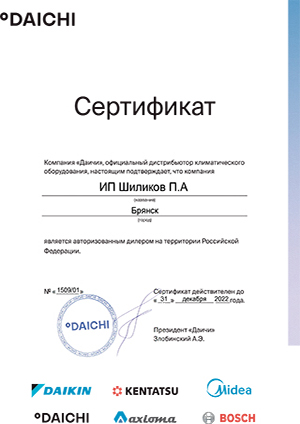 DAICHI
Сертификат
Компания «Даичи», официальный дистрибьютор климатического
оборудования, настоящим подтверждает, что компания
ИП Шиликов П.А
(название)
Брянск
(город)
является авторизованным дилером на территории Российской
Федерации.
№ « 1509/01 »
Сертификат действителен до
« 31 » декабря 2022 года.
DAICHI
Президент «Даичи»
Злобинский А.Э.
DAIKIN
KENTATSU
Midea
DAICHI
axioma
BOSCH